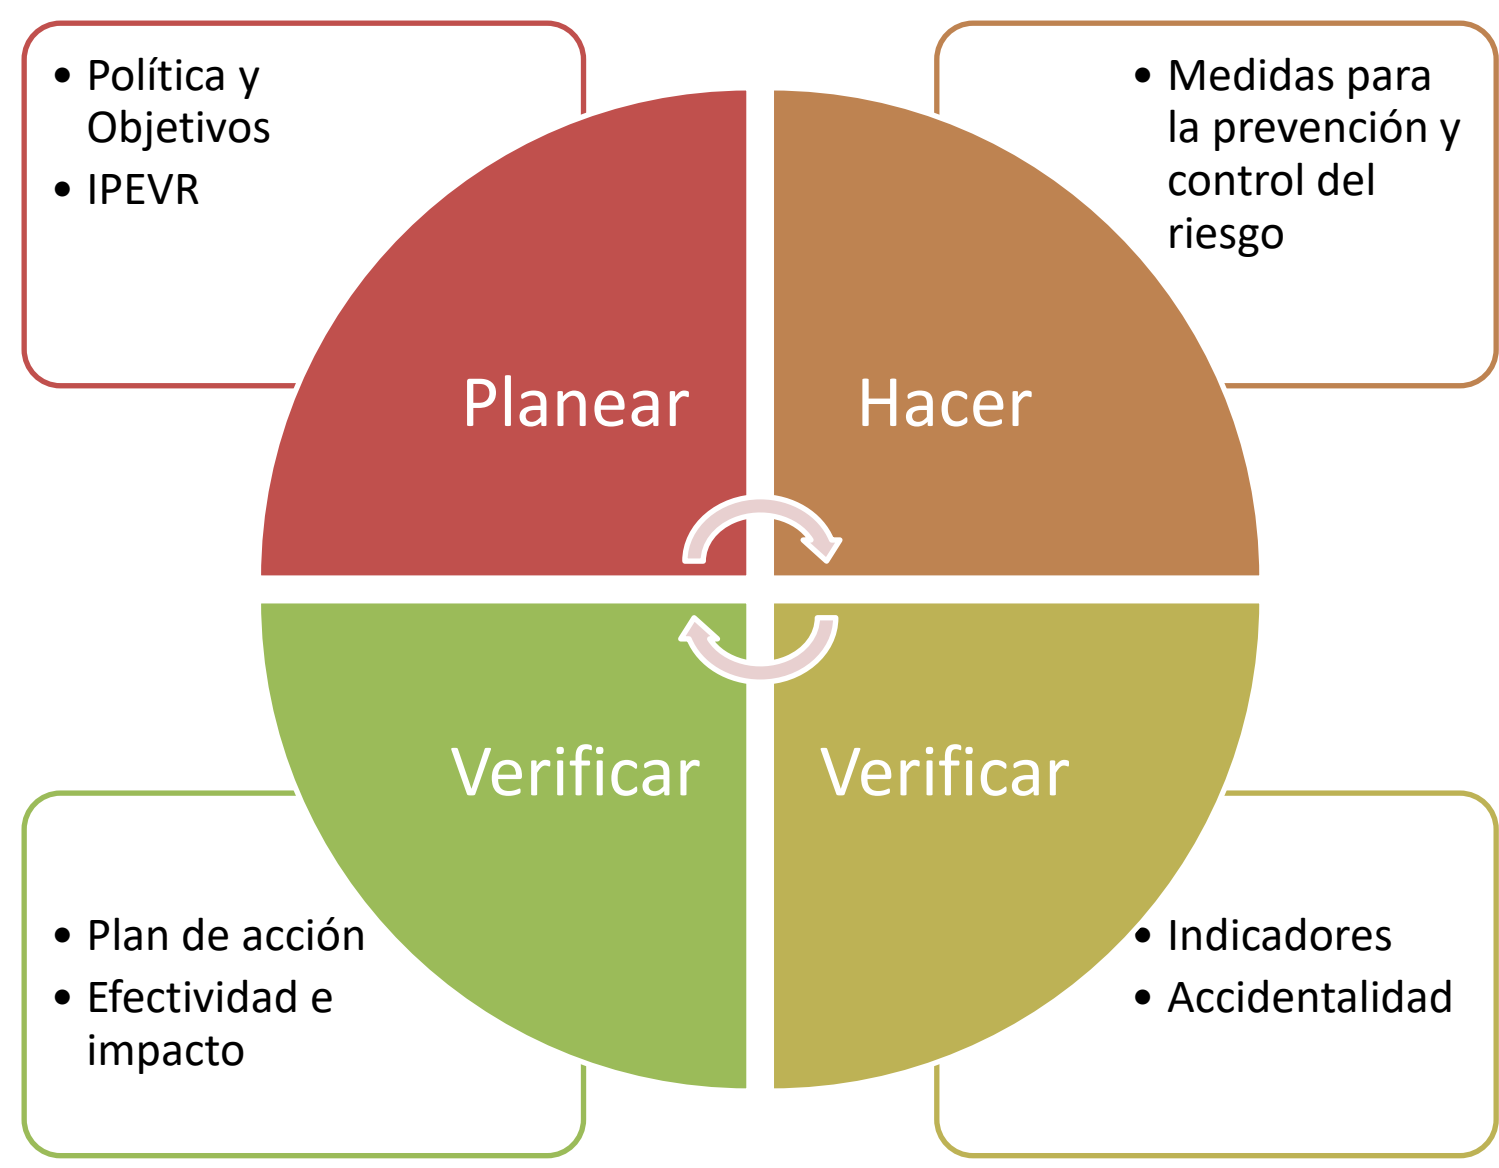 • Política y
Objetivos
• IPEVR
• Medidas para
la prevención y
control del
riesgo
Planear
Hacer
Verificar
Verificar
• Plan de acción
• Efectividad e
impacto
• Indicadores
• Accidentalidad